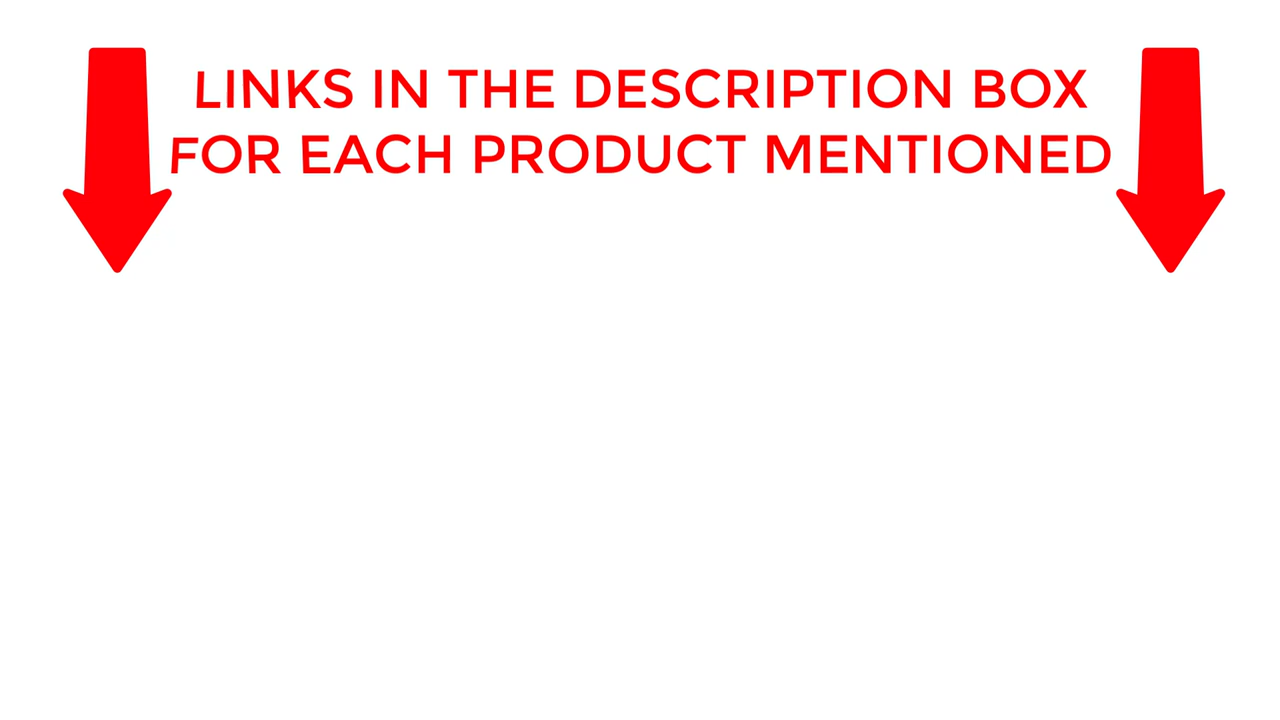 LINKS IN THE DESCRIPTION BOX
FOR EACH PRODUCT MENTIONED